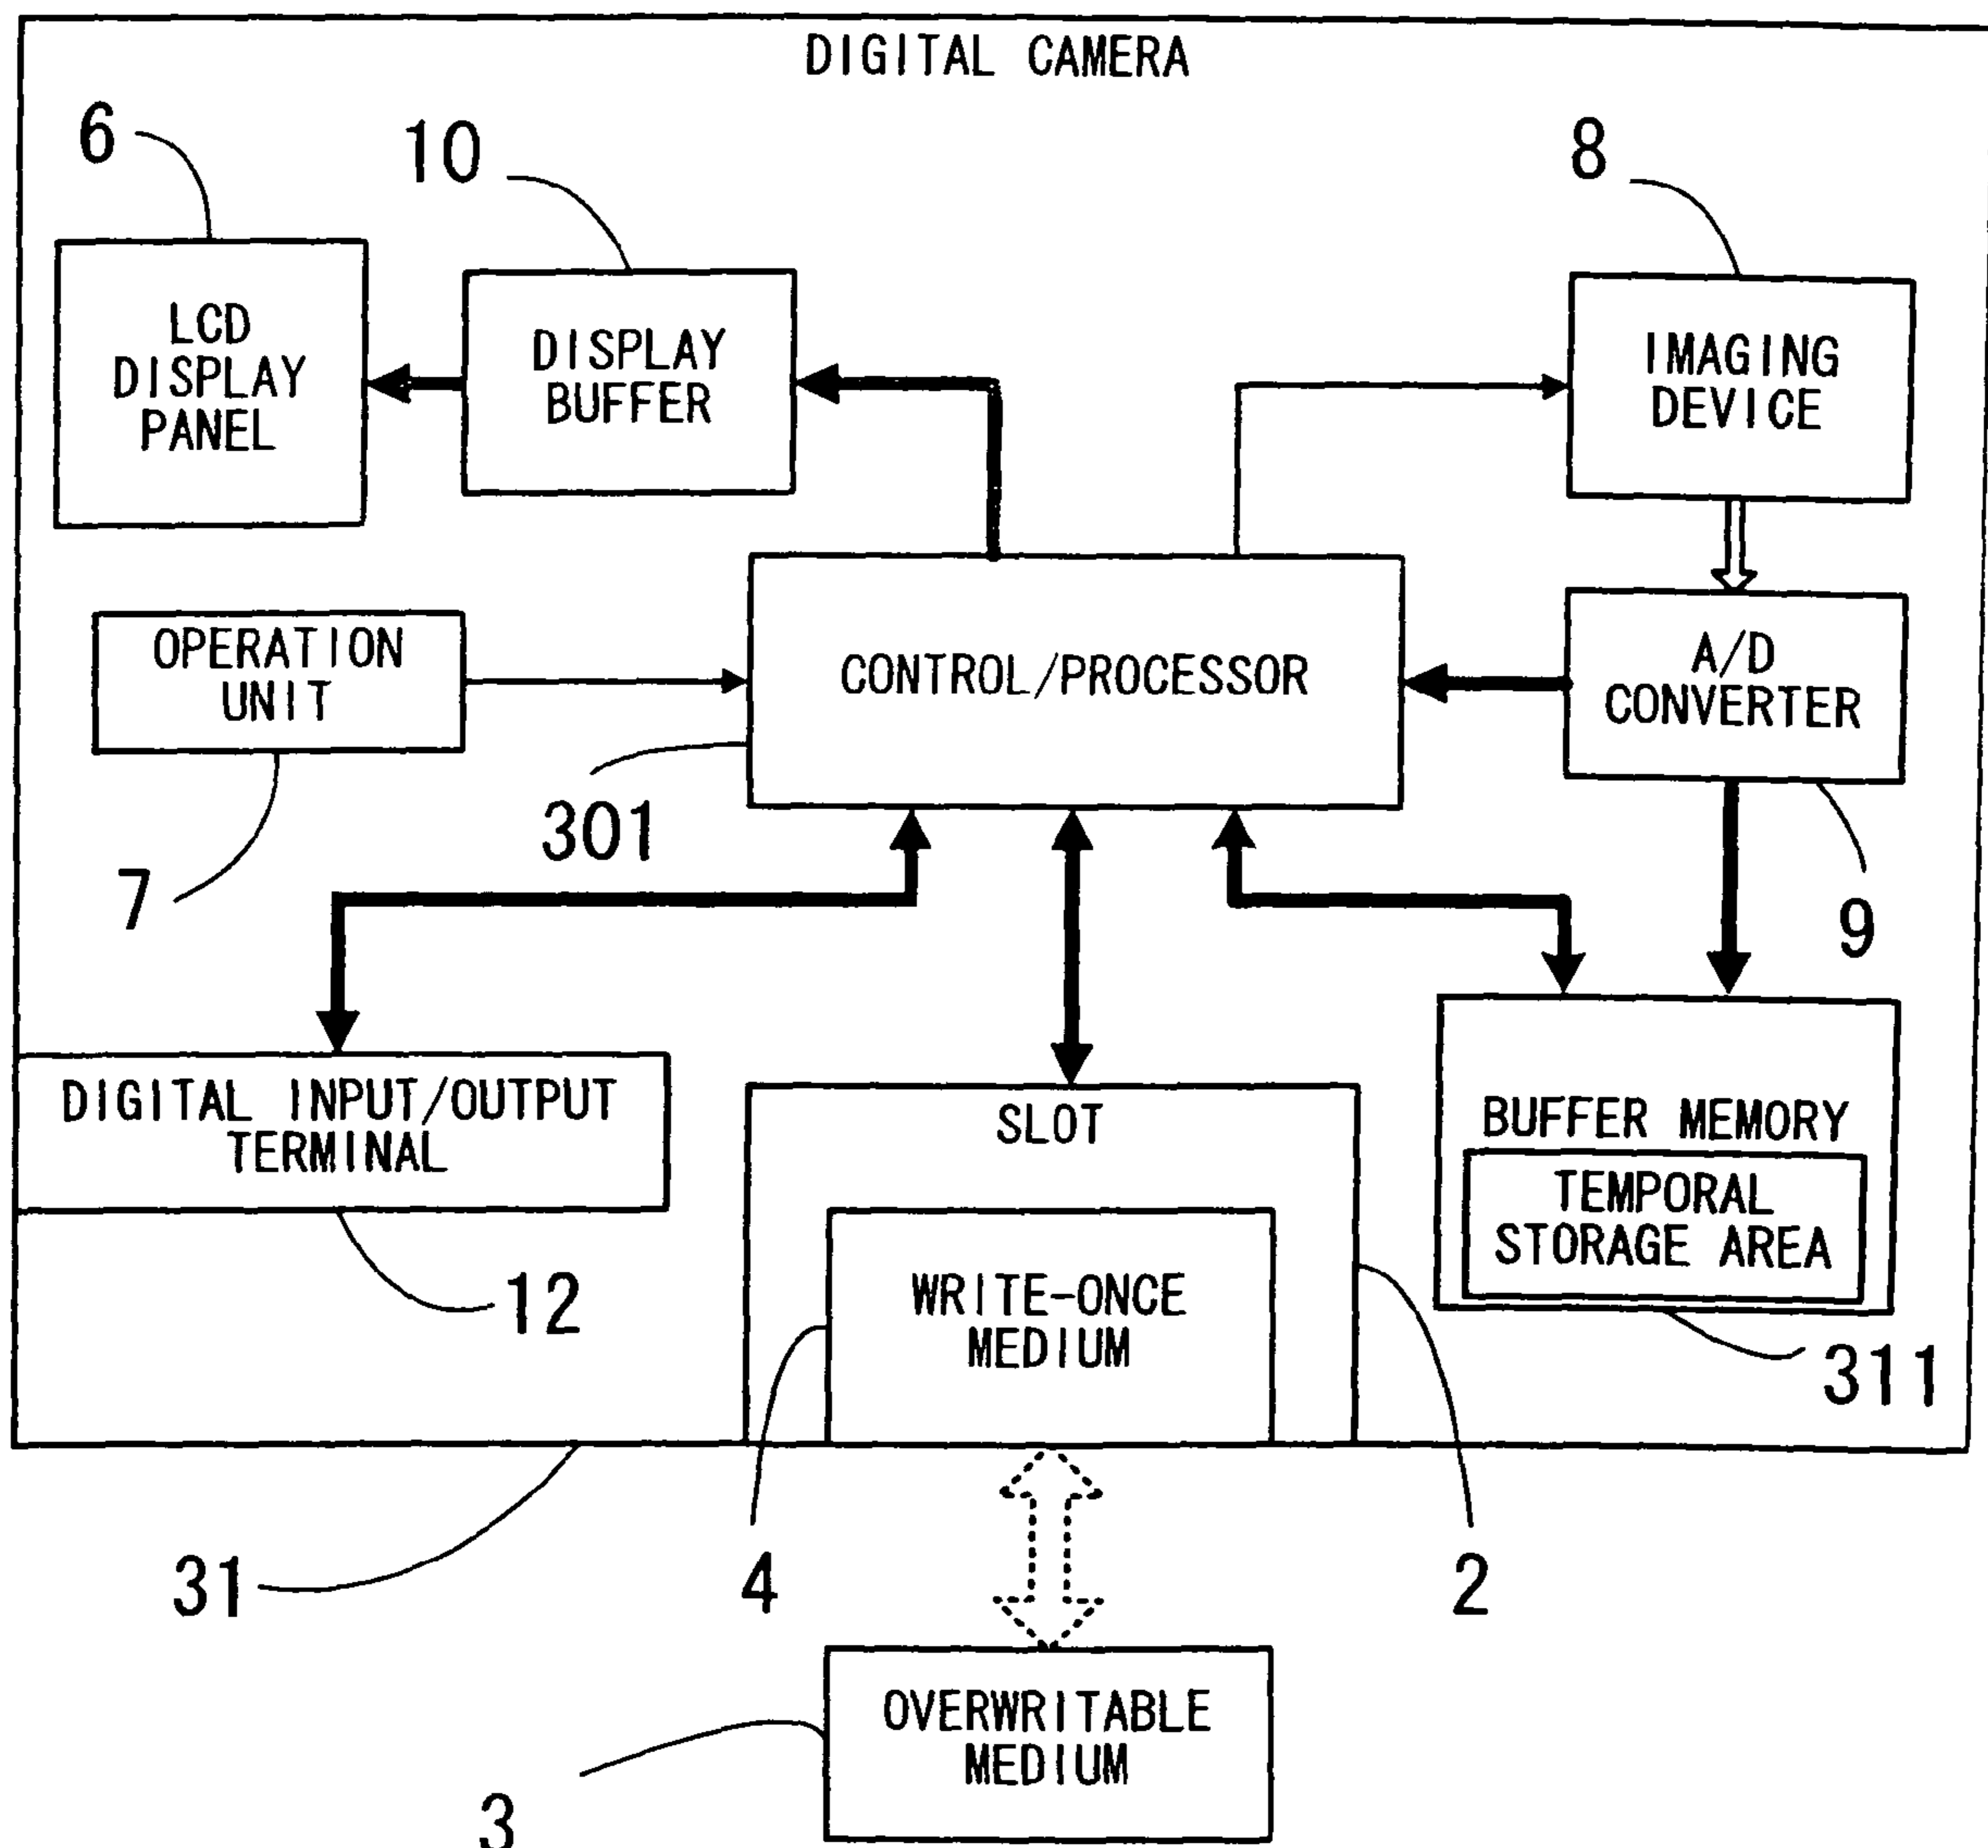 DIGITAL CAMERA
6
10
8
LCD
DISPLAY
PANEL
DISPLAY
BUFFER
IMAGING
DEVICE
OPERATION
UNIT
CONTROL/PROCESSOR
A/D
CONVERTER
301
7
9
DIGITAL INPUT/OUTPUT
TERMINAL
SLOT
BUFFER MEMORY
TEMPORAL
STORAGE AREA
12
WRITE-ONCE
MEDIUM
311
31
4
2
OVERWRITABLE
MEDIUM
3